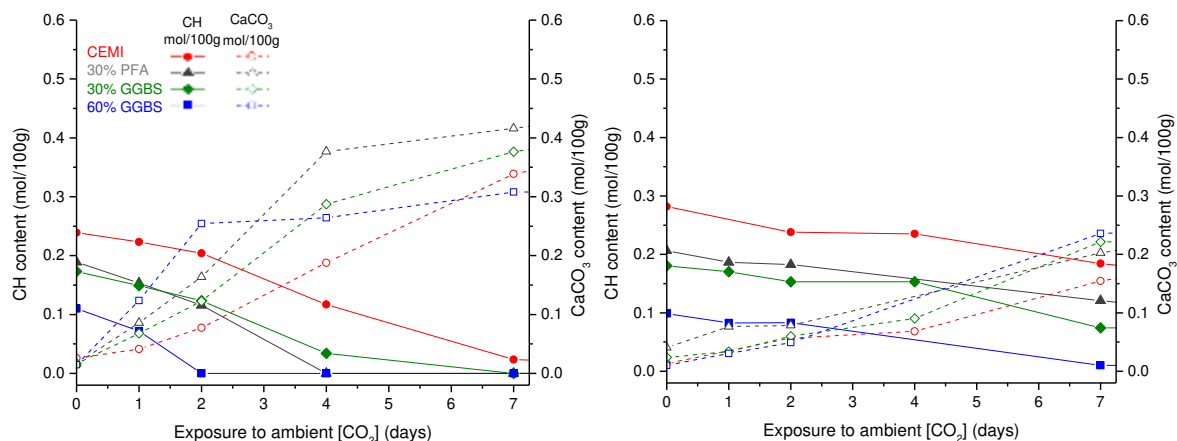 CH CaCO3
mol/100g mol/100g
CEMI
30% PFA
30% GGBS
60% GGBS
0.6
0.5
0.4
0.3
0.2
0.1
0.0
CH content (mol/100g)
0.6
0.5
0.4
0.3
0.2
0.1
0.0
CaCO3 content (mol/100g)
0 1 2 3 4 5 6 7
Exposure to ambient [CO3] (days)
0.6
0.5
0.4
0.3
0.2
0.1
0.0
CH content (mol/100g)
0.6
0.5
0.4
0.3
0.2
0.1
0.0
CaCO3 content (mol/100g)
0 1 2 3 4 5 6 7
Exposure to ambient [CO2] (days)